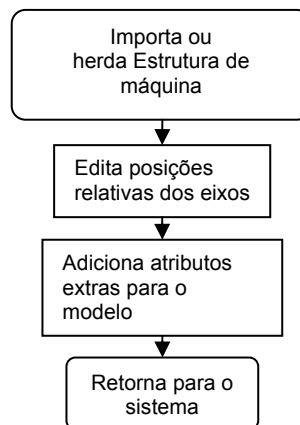 Importa ou
herda Estrutura de
máquina
Edita posições
relativas dos eixos
Adiciona atributos
extras para o
modelo
Retorna para o
sistema